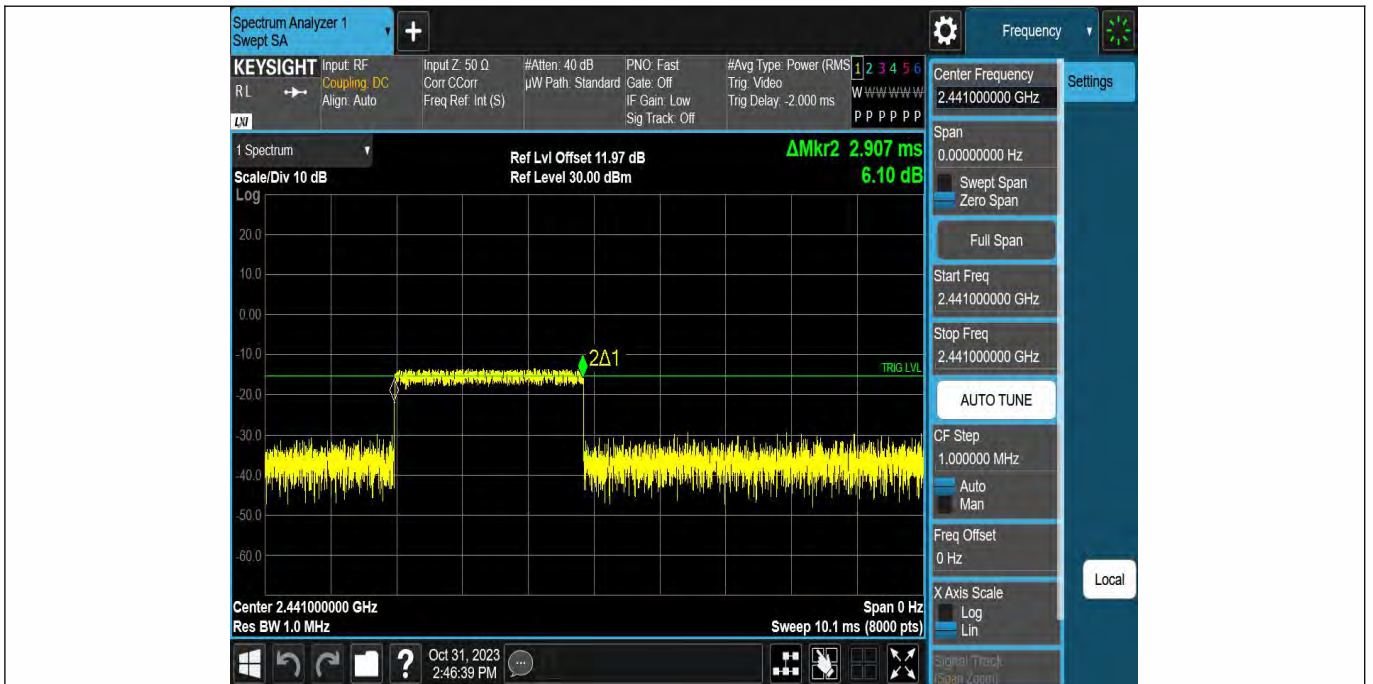 Spectrum Analyzer 1
Swept SA
+
Frequency
KEYSIGHT
RL
LXI
Input: RF
Coupling: DC
Align: Auto
Input Z: 50 Ω
Corr CCorr
Freq Ref: Int (S)
#Atten: 40 dB
µW Path: Standard
PNO: Fast
Gate: Off
IF Gain: Low
Sig Track: Off
#Avg Type: Power (RMS
Trig: Video
Trig Delay: -2.000 ms
1 2 3 4 5 6
W W W W W W
P P P P P P
1 Spectrum
Scale/Div 10 dB
Ref Lvl Offset 11.97 dB
Ref Level 30.00 dBm
ΔMkr2 2.907 ms
6.10 dB
Log
20.0
10.0
0.00
-10.0
-20.0
-30.0
-40.0
-50.0
-60.0
2Δ1
TRIG LVL
Center 2.441000000 GHz
Res BW 1.0 MHz
Span 0 Hz
Sweep 10.1 ms (8000 pts)
Center Frequency
2.441000000 GHz
Settings
Span
0.00000000 Hz
Swept Span
Zero Span
Full Span
Start Freq
2.441000000 GHz
Stop Freq
2.441000000 GHz
AUTO TUNE
CF Step
1.000000 MHz
Auto
Man
Freq Offset
0 Hz
X Axis Scale
Log
Lin
Local
Signal Track
(Span Zoom)
?
Oct 31, 2023
2:46:39 PM